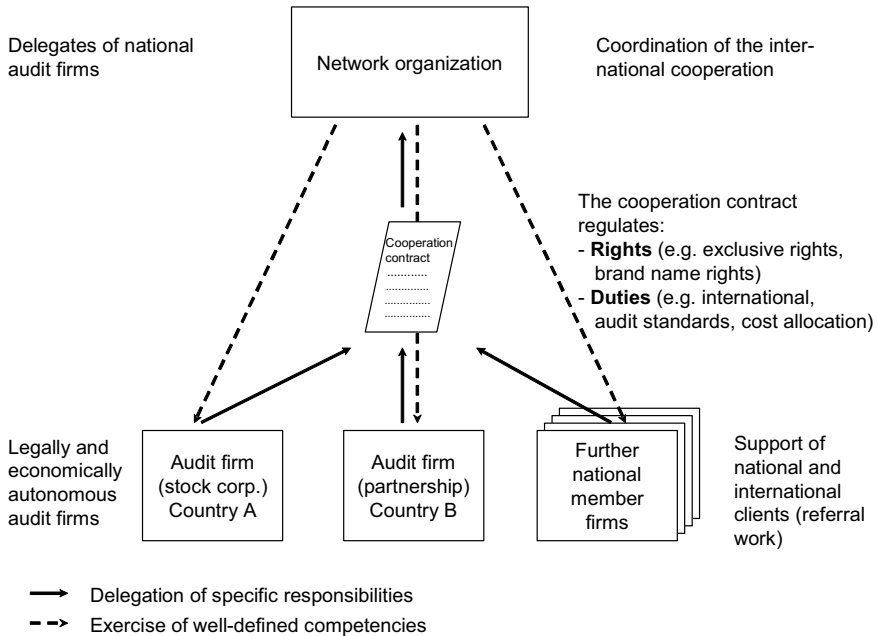 Delegates of national
audit firms
Network organization
Coordination of the inter-
national cooperation
Cooperation
contract
.............
..............
..............
...............
The cooperation contract
regulates:
- Rights (e.g. exclusive rights,
brand name rights)
- Duties (e.g. international,
audit standards, cost allocation)
Legally and
economically
autonomous
audit firms
Audit firm
(stock corp.)
Country A
Audit firm
(partnership)
Country B
Further
national
member
firms
Support of
national and
international
clients (referral
work)
Delegation of specific responsibilities
Exercise of well-defined competencies